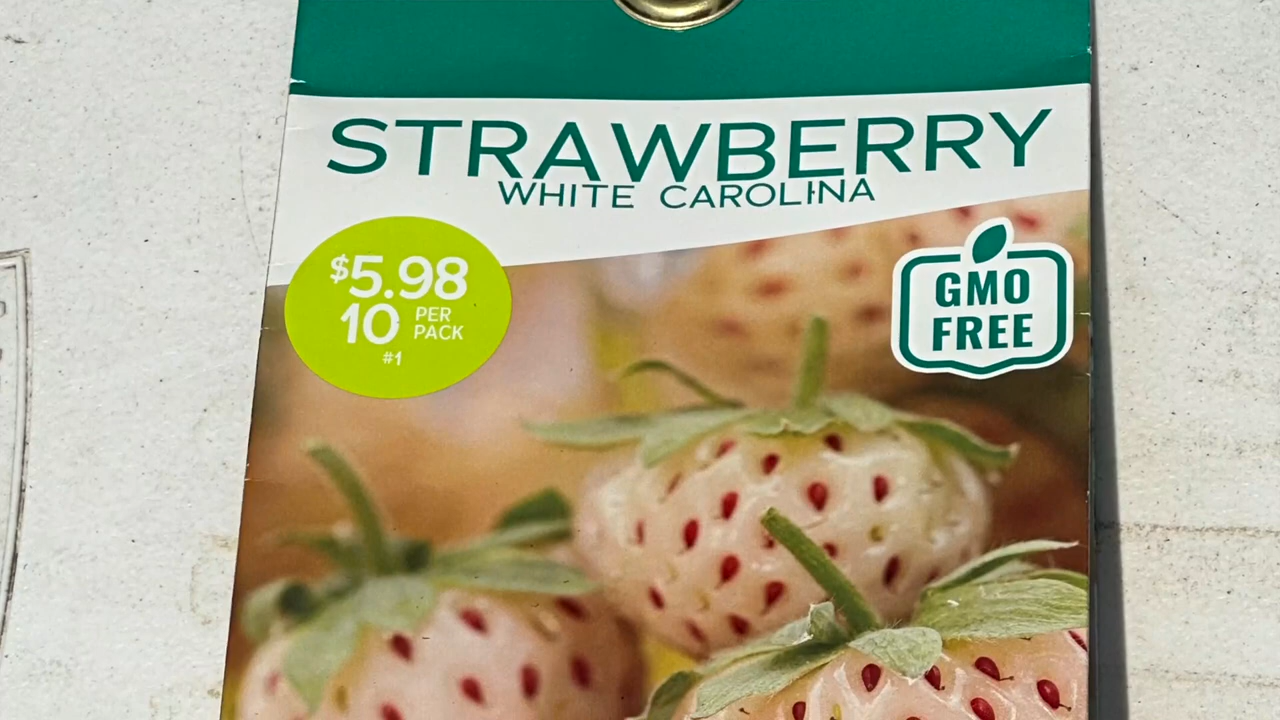 STRAWBERRY
WHITE CAROLINA
$5.98
10 PER PACK
#1
GMO
FREE